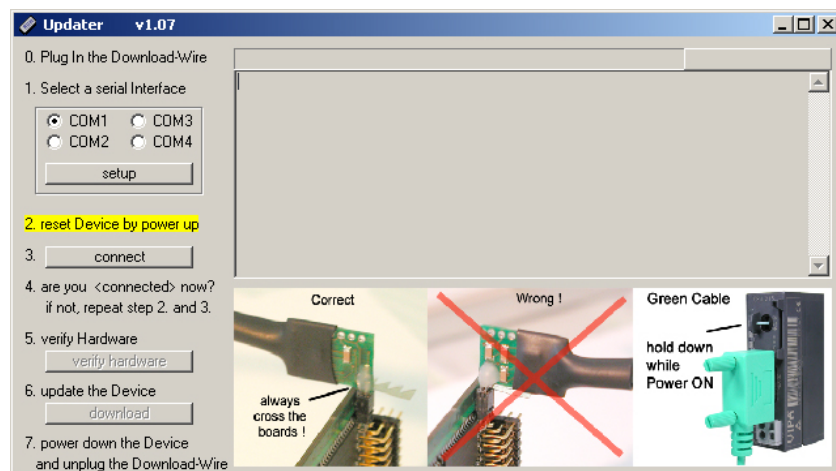 Updater v1.07
0. Plug In the Download-Wire
1. Select a serial Interface
COM1 COM3
COM2 COM4
setup
2. reset Device by power up
3. connect
4. are you <connected> now?
if not, repeat step 2. and 3.
5. verify Hardware
verify hardware
6. update the Device
download
7. power down the Device
and unplug the Download-Wire
Correct
always
cross the
boards !
Wrong !
Green Cable
hold down
while
Power ON
VIPA